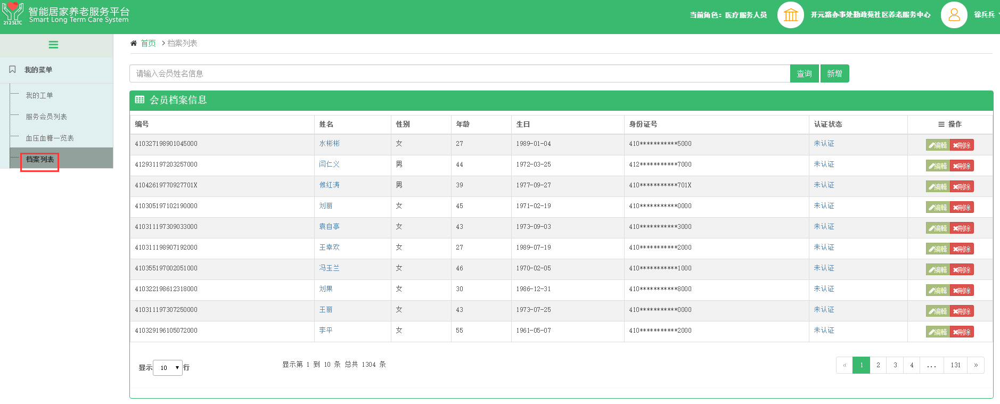 智能居家养老服务平台
Smart Long Term Care System
212SLTC
当前角色：医疗服务人员
开元路办事处勤政苑社区养老服务中心
徐兵兵
首页 > 档案列表
我的菜单
我的工单
服务会员列表
血压血糖一览表
档案列表
请输入会员姓名信息
查询 新增
会员档案信息
编号 姓名 性别 年龄 生日 身份证号 认证状态 操作
410327198901045000 水彬彬 女 27 1989-01-04 410***********5000 未认证 编辑 删除
412931197203257000 闫仁义 男 44 1972-03-25 412***********7000 未认证 编辑 删除
41042619770927701X 候红涛 男 39 1977-09-27 410***********701X 未认证 编辑 删除
410305197102190000 刘丽 女 45 1971-02-19 410***********0000 未认证 编辑 删除
410311197309033000 袁自亭 女 43 1973-09-03 410***********3000 未认证 编辑 删除
410311198907192000 王幸欢 女 27 1989-07-19 410***********2000 未认证 编辑 删除
410355197002051000 冯玉兰 女 46 1970-02-05 410***********1000 未认证 编辑 删除
410322198612318000 刘果 女 30 1986-12-31 410***********8000 未认证 编辑 删除
410311197307250000 王丽 女 43 1973-07-25 410***********0000 未认证 编辑 删除
410329196105072000 李平 女 55 1961-05-07 410***********2000 未认证 编辑 删除
显示 10 行
显示第 1 到 10 条 总共 1304 条
« 1 2 3 4 ... 131 »